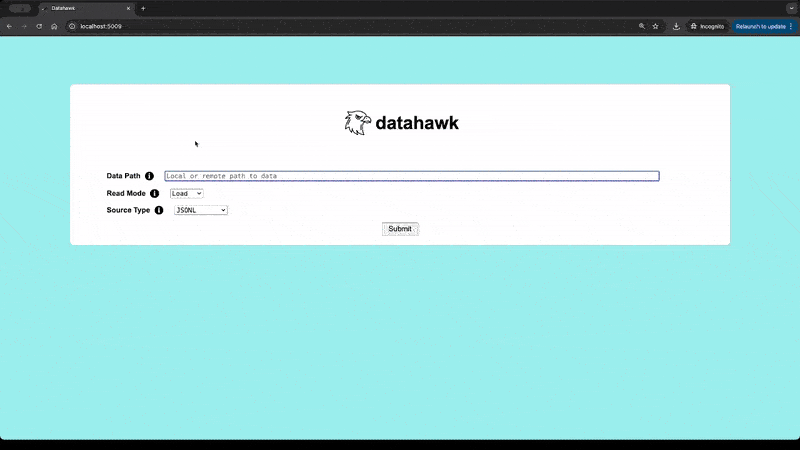 Datahawk
localhost:5009
Incognito
Relaunch to update
datahawk
Data Path
Local or remote path to data
Read Mode
Load
Source Type
JSONL
Submit